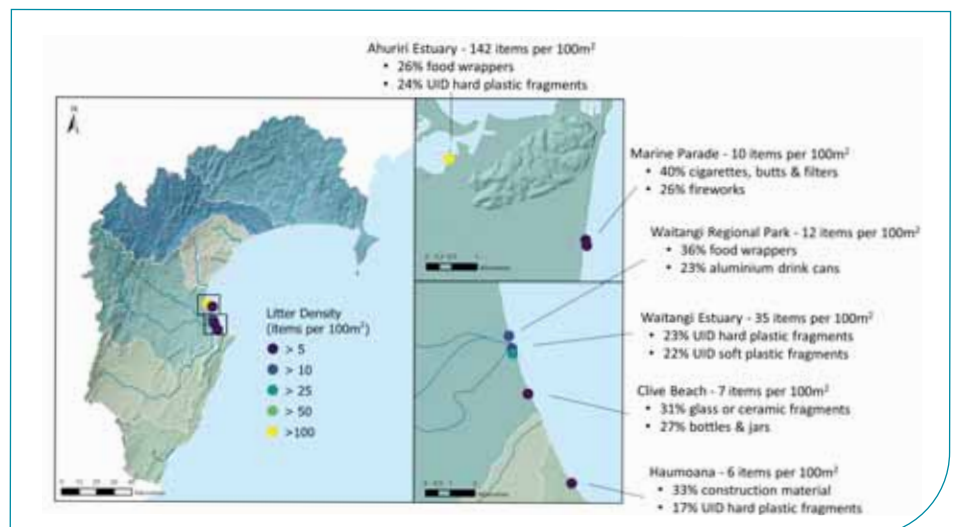 Ahuriri Estuary - 142 items per 100m²
• 26% food wrappers
• 24% UID hard plastic fragments
N
Marine Parade - 10 items per 100m²
• 40% cigarettes, butts & filters
• 26% fireworks
Waitangi Regional Park - 12 items per 100m²
• 36% food wrappers
• 23% aluminium drink cans
Litter Density
(items per 100m²)
> 5
> 10
> 25
> 50
>100
Waitangi Estuary - 35 items per 100m²
• 23% UID hard plastic fragments
• 22% UID soft plastic fragments
Clive Beach - 7 items per 100m²
• 31% glass or ceramic fragments
• 27% bottles & jars
Haumoana - 6 items per 100m²
• 33% construction material
• 17% UID hard plastic fragments